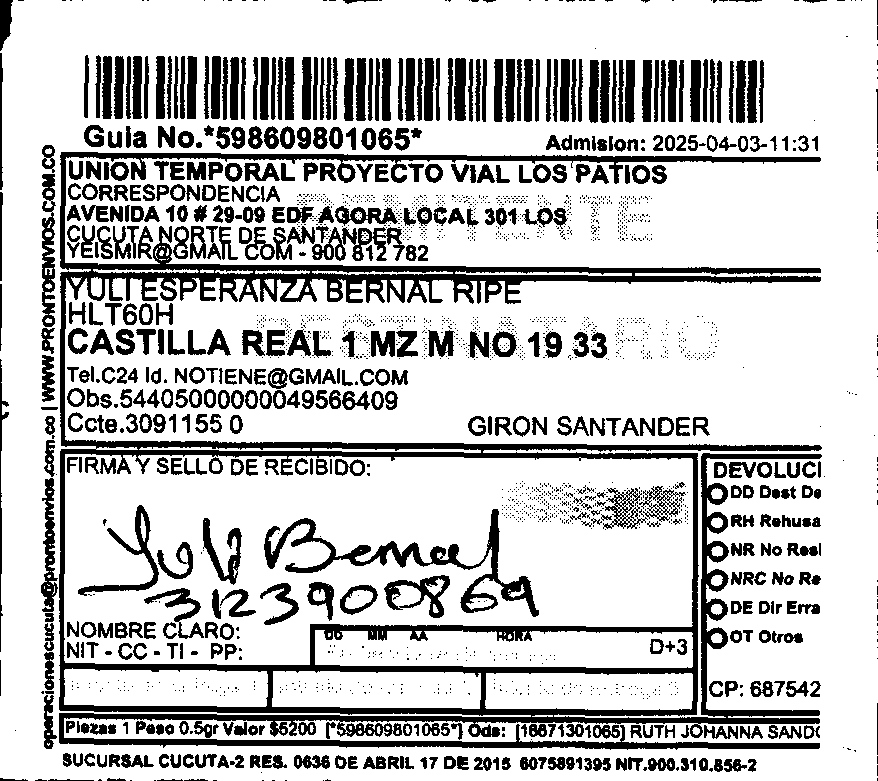 Guia No.*598609801065*
Admision: 2025-04-03-11:31
UNION TEMPORAL PROYECTO VIAL LOS PATIOS
CORRESPONDENCIA
AVENIDA 10 # 29-09 EDF AGORA LOCAL 301 LOS
CUCUTA NORTE DE SANTANDER
YEISMIR@GMAIL COM - 900 812 782
REMITENTE
YULI ESPERANZA BERNAL RIPE
HLT60H
DESTINATARIO
CASTILLA REAL 1 MZ M NO 19 33
Tel.C24 Id. NOTIENE@GMAIL.COM
Obs.54405000000049566409
Ccte.3091155 0
GIRON SANTANDER
operacionescucuta@prontoenvios.com.co | WWW.PRONTOENVIOS.COM.CO
FIRMA Y SELLO DE RECIBIDO:
Yuli Bernal
3123900869
NOMBRE CLARO:
NIT - CC - TI - PP:
DD MM AA HORA
D+3
DEVOLUCI
DD Dest De
RH Rehusa
NR No Resi
NRC No Re
DE Dir Erra
OT Otros
CP: 687542
Piezas 1 Peso 0.5gr Valor $5200 [*598609801065*] Ods: [16671301065] RUTH JOHANNA SANDO
SUCURSAL CUCUTA-2 RES. 0636 DE ABRIL 17 DE 2015 6075891395 NIT.900.310.856-2